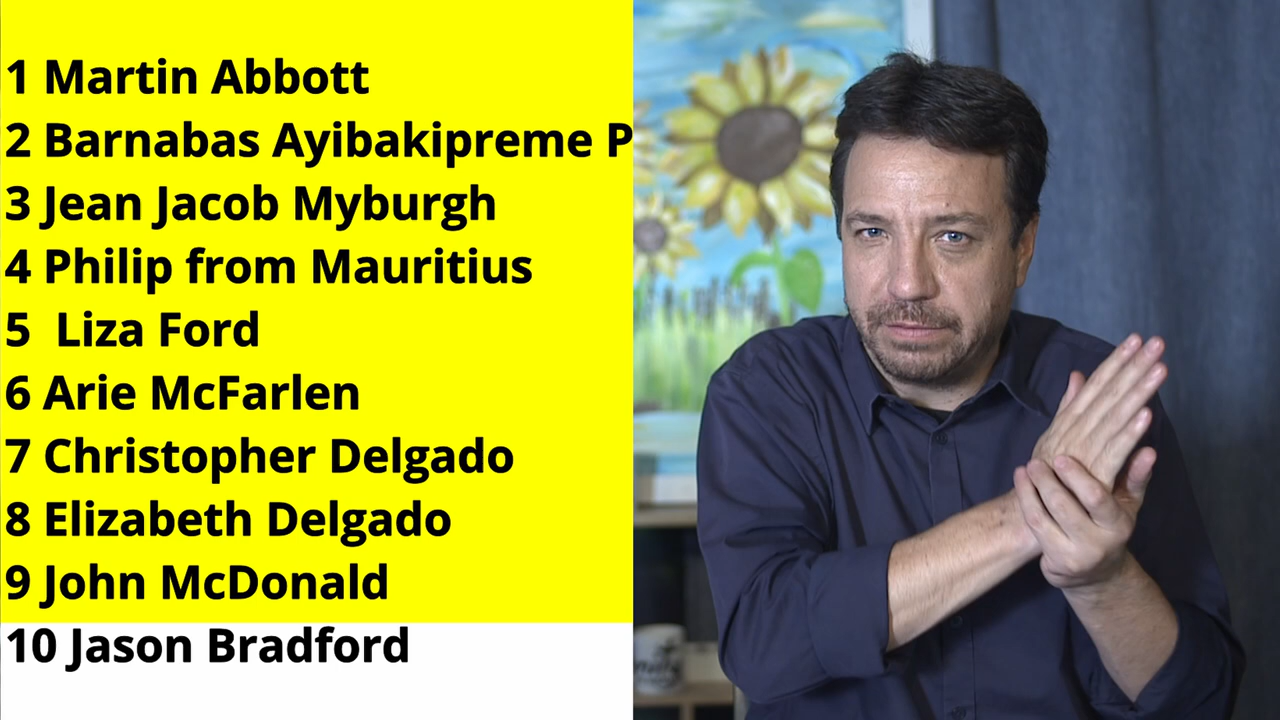 1 Martin Abbott
2 Barnabas Ayibakipreme P
3 Jean Jacob Myburgh
4 Philip from Mauritius
5  Liza Ford
6 Arie McFarlen
7 Christopher Delgado
8 Elizabeth Delgado
9 John McDonald
10 Jason Bradford